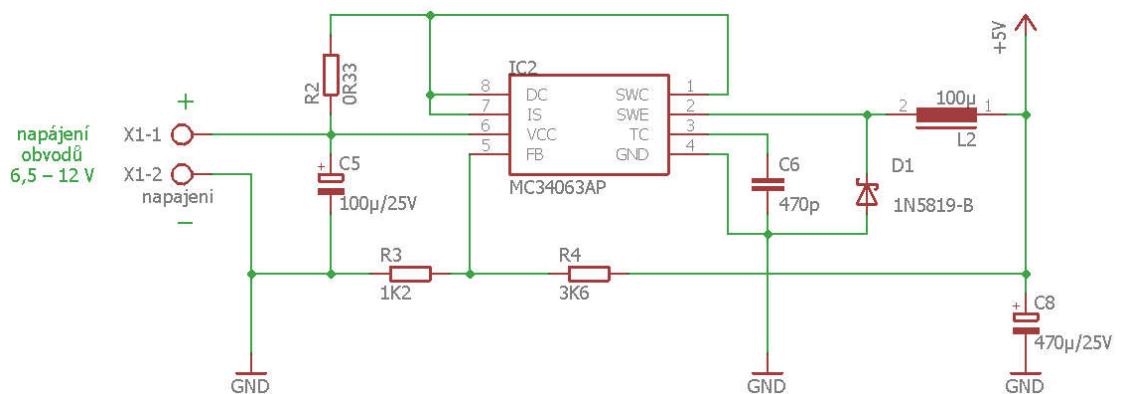 IC2
+5V
R2
0R33
8
DC
SWC
1
7
IS
SWE
2
6
VCC
TC
3
5
FB
GND
4
MC34063AP
2
100µ
1
L2
+
napájení
obvodů
6,5 – 12 V
X1-1
X1-2
napajeni
–
+
C5
100µ/25V
C6
470p
D1
1N5819-B
R3
1K2
R4
3K6
+
C8
470µ/25V
GND
GND
GND